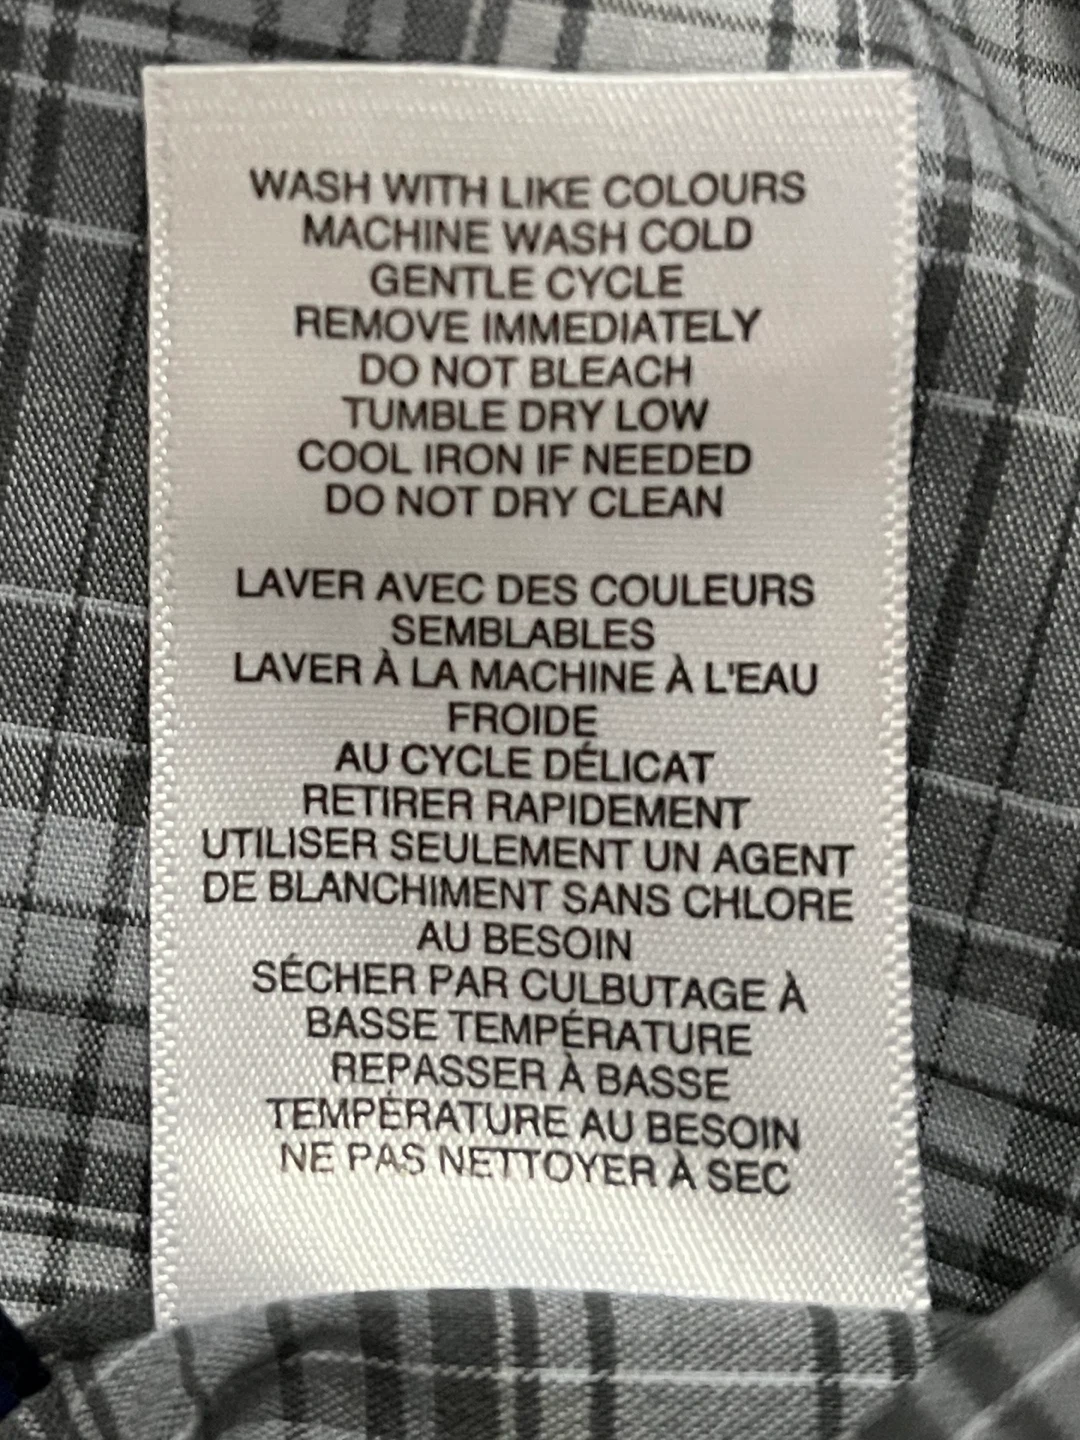 WASH WITH LIKE COLOURS
MACHINE WASH COLD
GENTLE CYCLE
REMOVE IMMEDIATELY
DO NOT BLEACH
TUMBLE DRY LOW
COOL IRON IF NEEDED
DO NOT DRY CLEAN
LAVER AVEC DES COULEURS
SEMBLABLES
LAVER À LA MACHINE À L'EAU
FROIDE
AU CYCLE DÉLICAT
RETIRER RAPIDEMENT
UTILISER SEULEMENT UN AGENT
DE BLANCHIMENT SANS CHLORE
AU BESOIN
SÉCHER PAR CULBUTAGE À
BASSE TEMPÉRATURE
REPASSER À BASSE
TEMPÉRATURE AU BESOIN
NE PAS NETTOYER À SEC